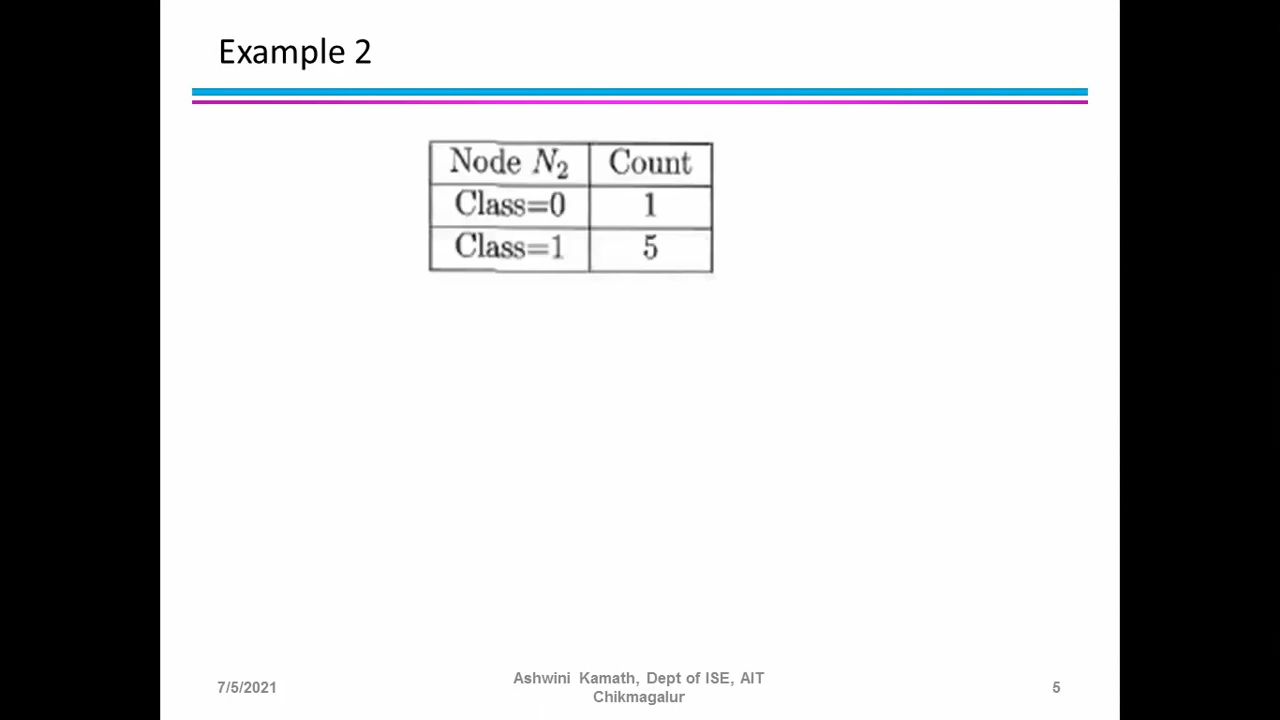 Example 2
Node N₂ Count
Class=0 1
Class=1 5
7/5/2021
Ashwini Kamath, Dept of ISE, AIT
Chikmagalur
5